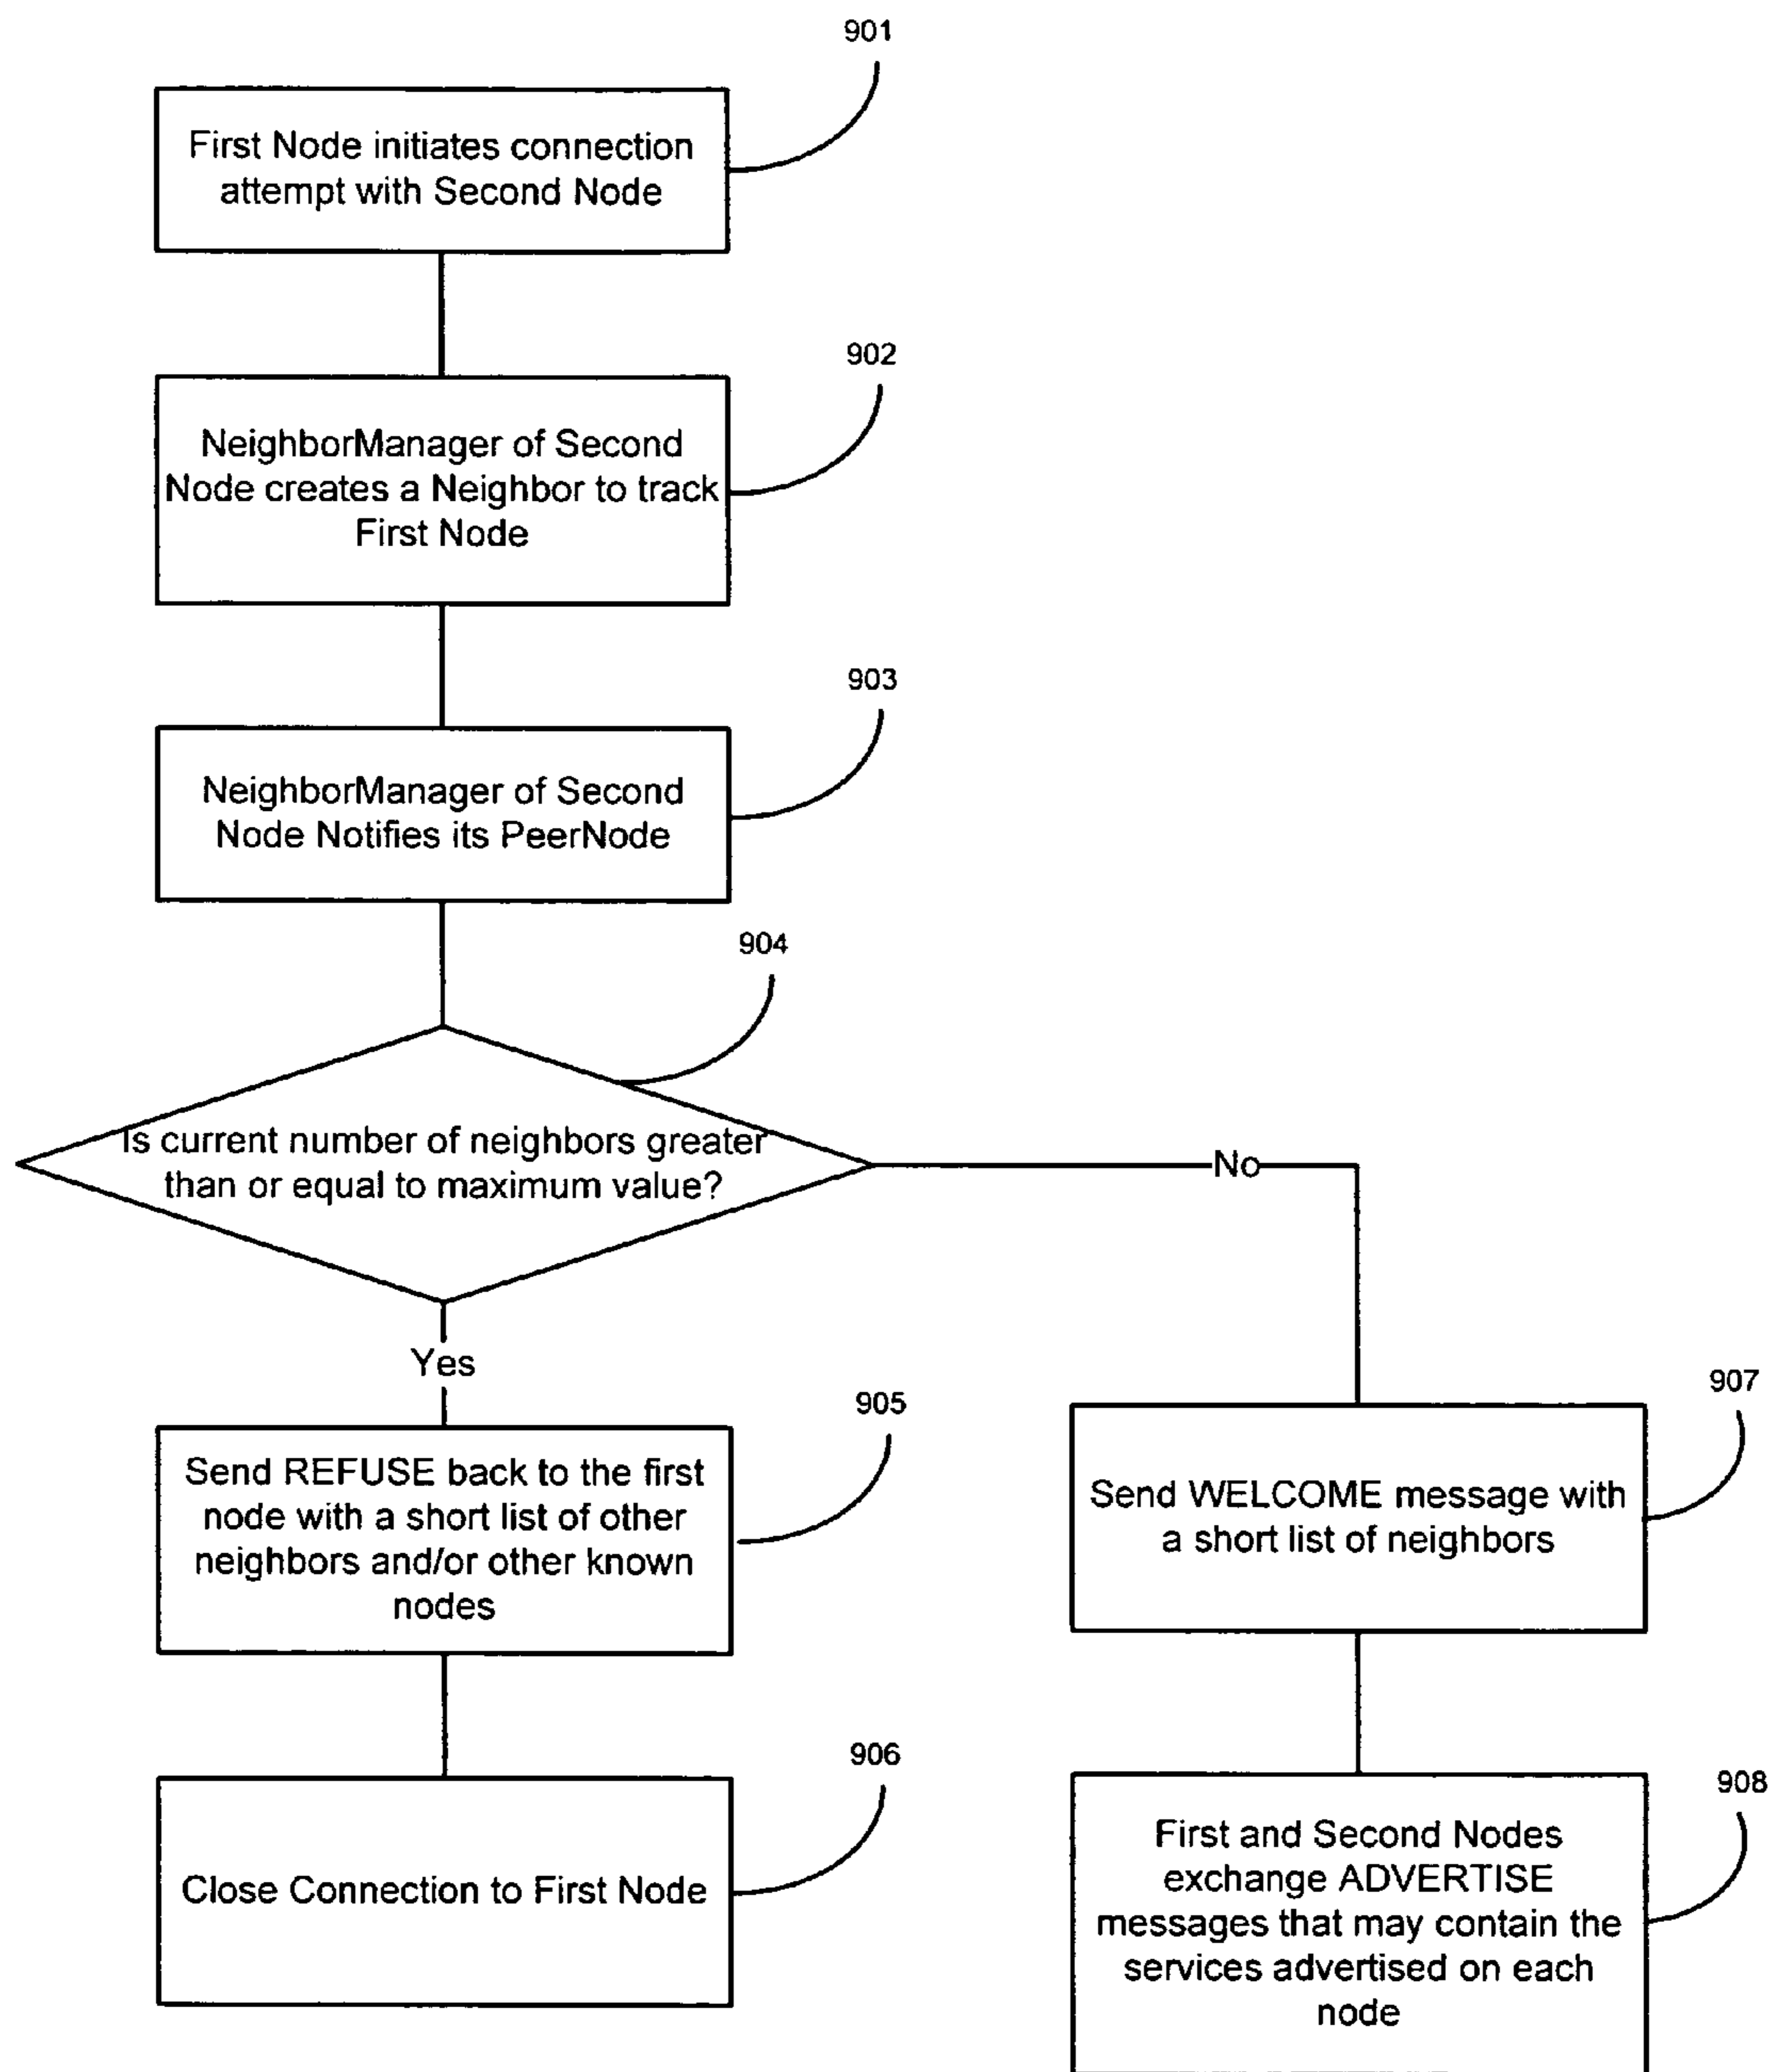 901
First Node initiates connection
attempt with Second Node
902
NeighborManager of Second
Node creates a Neighbor to track
First Node
903
NeighborManager of Second
Node Notifies its PeerNode
904
Is current number of neighbors greater
than or equal to maximum value?
No
Yes
905
Send REFUSE back to the first
node with a short list of other
neighbors and/or other known
nodes
907
Send WELCOME message with
a short list of neighbors
906
Close Connection to First Node
908
First and Second Nodes
exchange ADVERTISE
messages that may contain the
services advertised on each
node